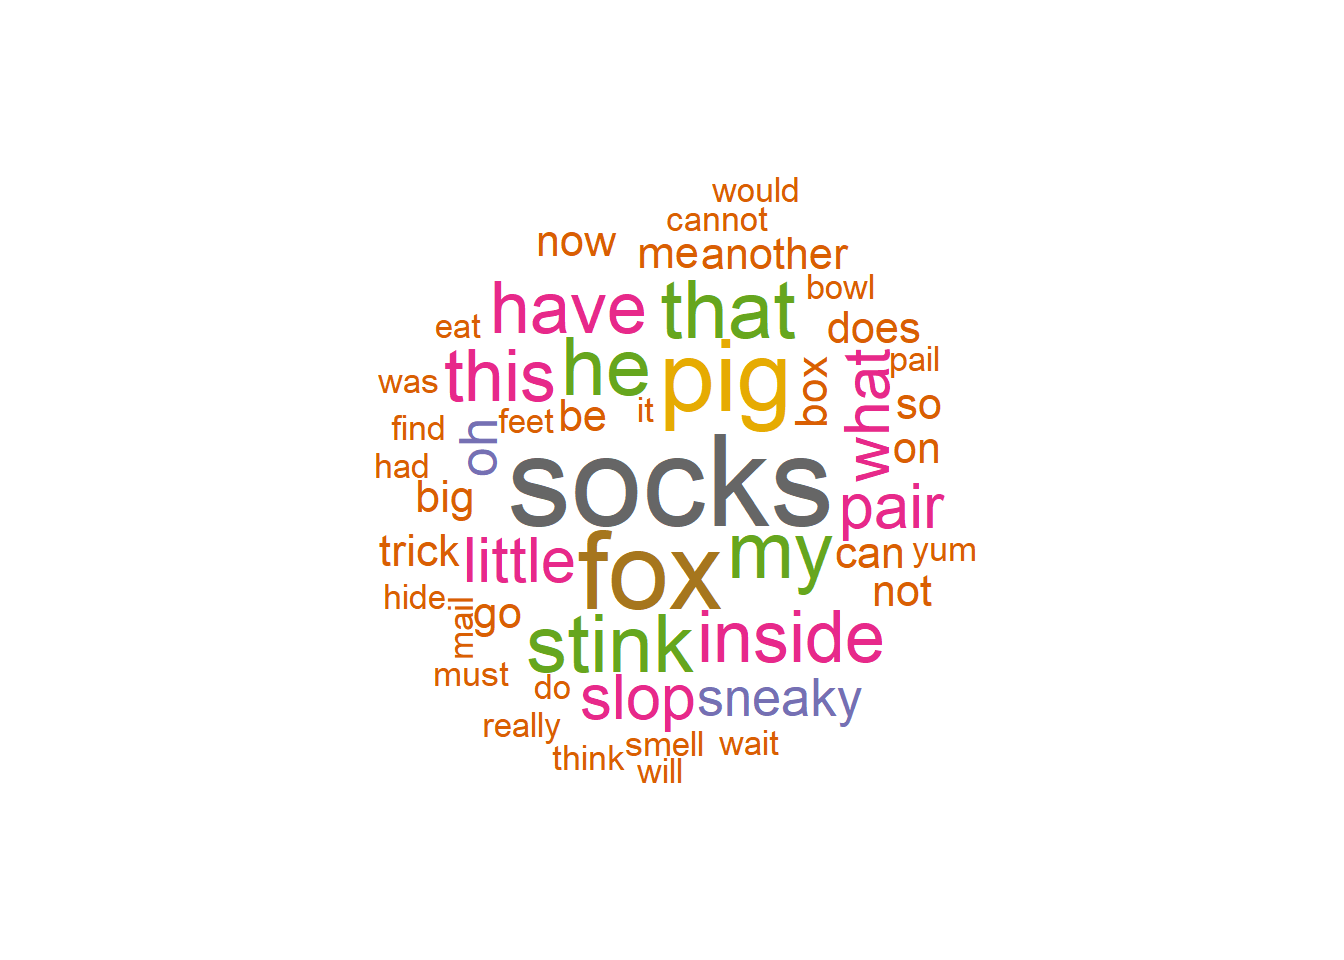 would
cannot
now
me
another
have
that
bowl
eat
does
this
he
pig
box
what
pail
was
so
find
oh
feet
be
it
on
had
big
socks
pair
trick
little
fox
my
can
yum
hide
mail
go
not
must
stink
inside
do
slop
sneaky
really
think
smell
wait
will